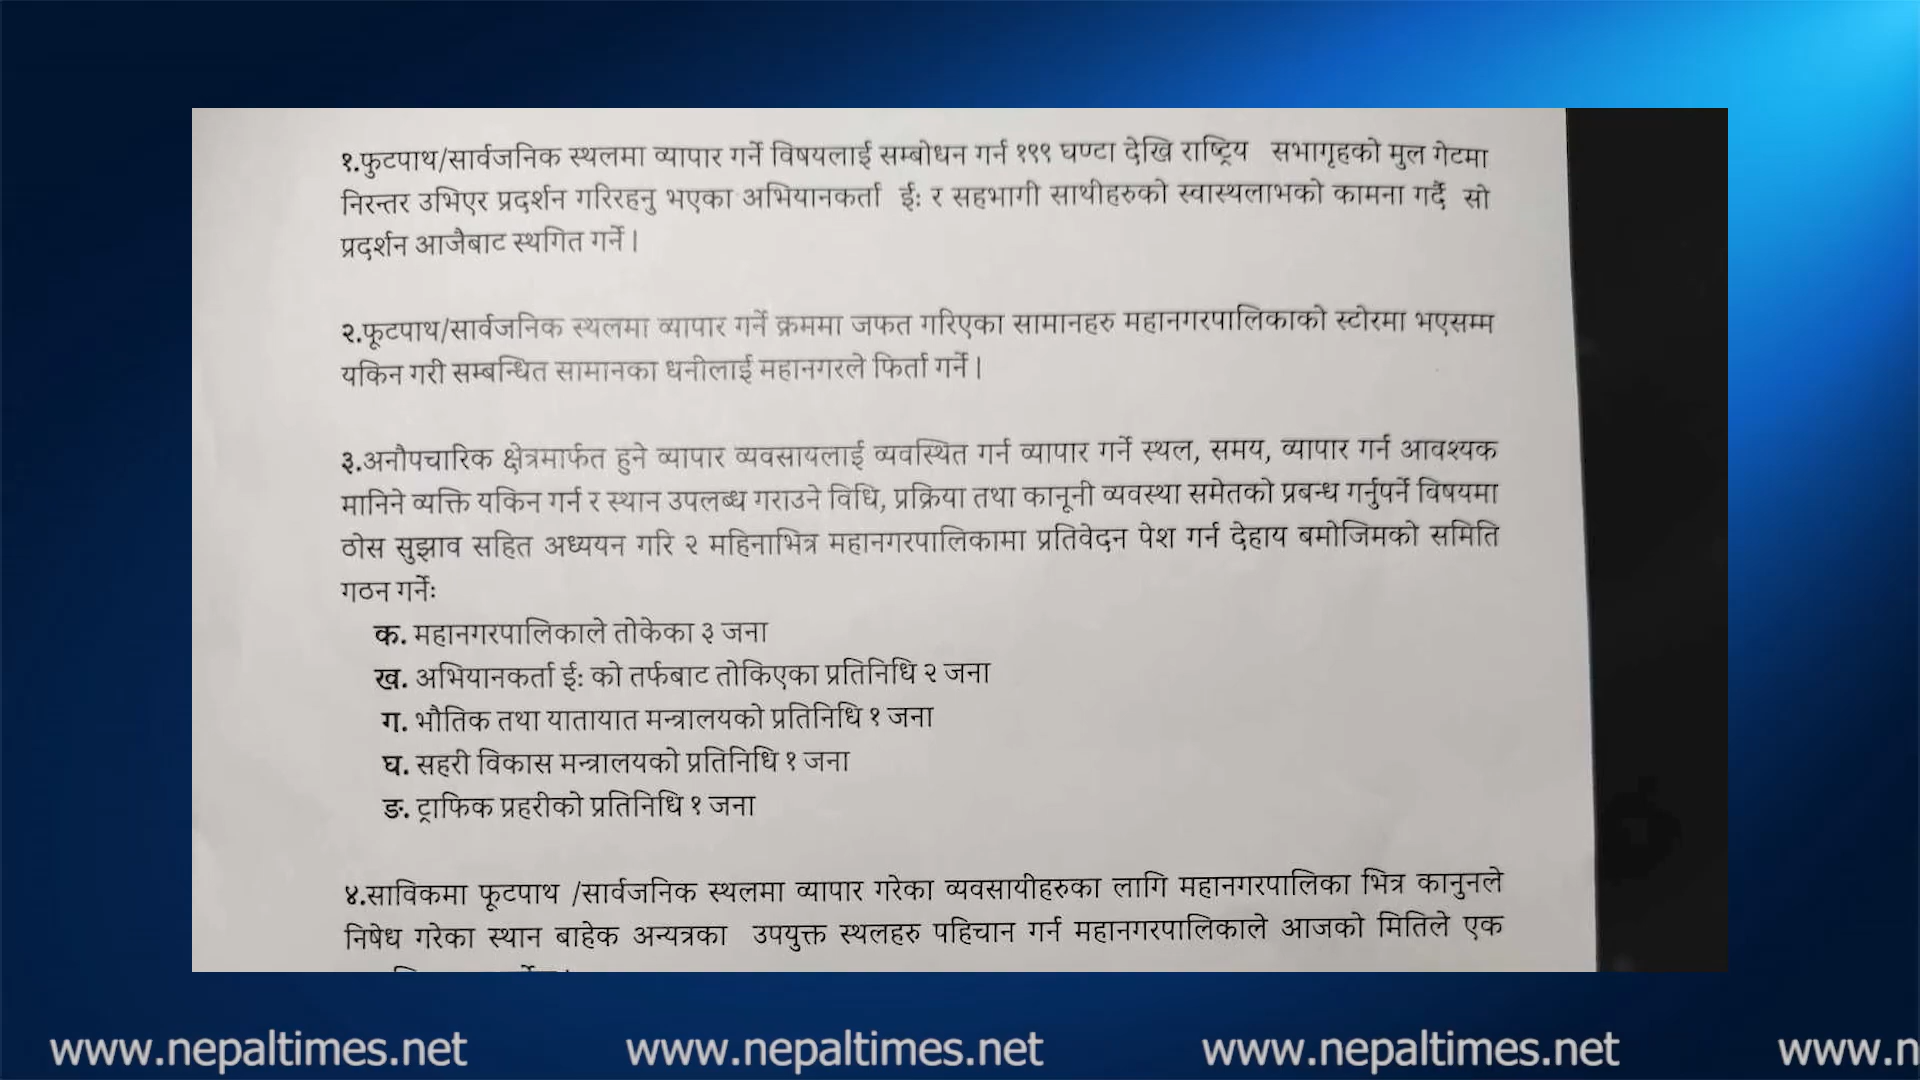 १.फुटपाथ/सार्वजनिक स्थलमा व्यापार गर्ने विषयलाई सम्बोधन गर्न १९९ घण्टा देखि राष्ट्रिय सभागृहको मुल गेटमा
निरन्तर उभिएर प्रदर्शन गरिरहनु भएका अभियानकर्ता ईः र सहभागी साथीहरुको स्वास्थलाभको कामना गर्दै सो
प्रदर्शन आजैबाट स्थगित गर्ने ।
२.फूटपाथ/सार्वजनिक स्थलमा व्यापार गर्ने क्रममा जफत गरिएका सामानहरु महानगरपालिकाको स्टोरमा भएसम्म
यकिन गरी सम्बन्धित सामानका धनीलाई महानगरले फिर्ता गर्ने ।
३.अनौपचारिक क्षेत्रमार्फत हुने व्यापार व्यवसायलाई व्यवस्थित गर्न व्यापार गर्ने स्थल, समय, व्यापार गर्न आवश्यक
मानिने व्यक्ति यकिन गर्न र स्थान उपलब्ध गराउने विधि, प्रक्रिया तथा कानूनी व्यवस्था समेतको प्रबन्ध गर्नुपर्ने विषयमा
ठोस सुझाव सहित अध्ययन गरि २ महिनाभित्र महानगरपालिकामा प्रतिवेदन पेश गर्न देहाय बमोजिमको समिति
गठन गर्नेः
क. महानगरपालिकाले तोकेका ३ जना
ख. अभियानकर्ता ईः को तर्फबाट तोकिएका प्रतिनिधि २ जना
ग. भौतिक तथा यातायात मन्त्रालयको प्रतिनिधि १ जना
घ. सहरी विकास मन्त्रालयको प्रतिनिधि १ जना
ङ. ट्राफिक प्रहरीको प्रतिनिधि १ जना
४.साविकमा फूटपाथ /सार्वजनिक स्थलमा व्यापार गरेका व्यवसायीहरुका लागि महानगरपालिका भित्र कानुनले
निषेध गरेका स्थान बाहेक अन्यत्रका उपयुक्त स्थलहरु पहिचान गर्न महानगरपालिकाले आजको मितिले एक
www.nepaltimes.net www.nepaltimes.net www.nepaltimes.net www.n